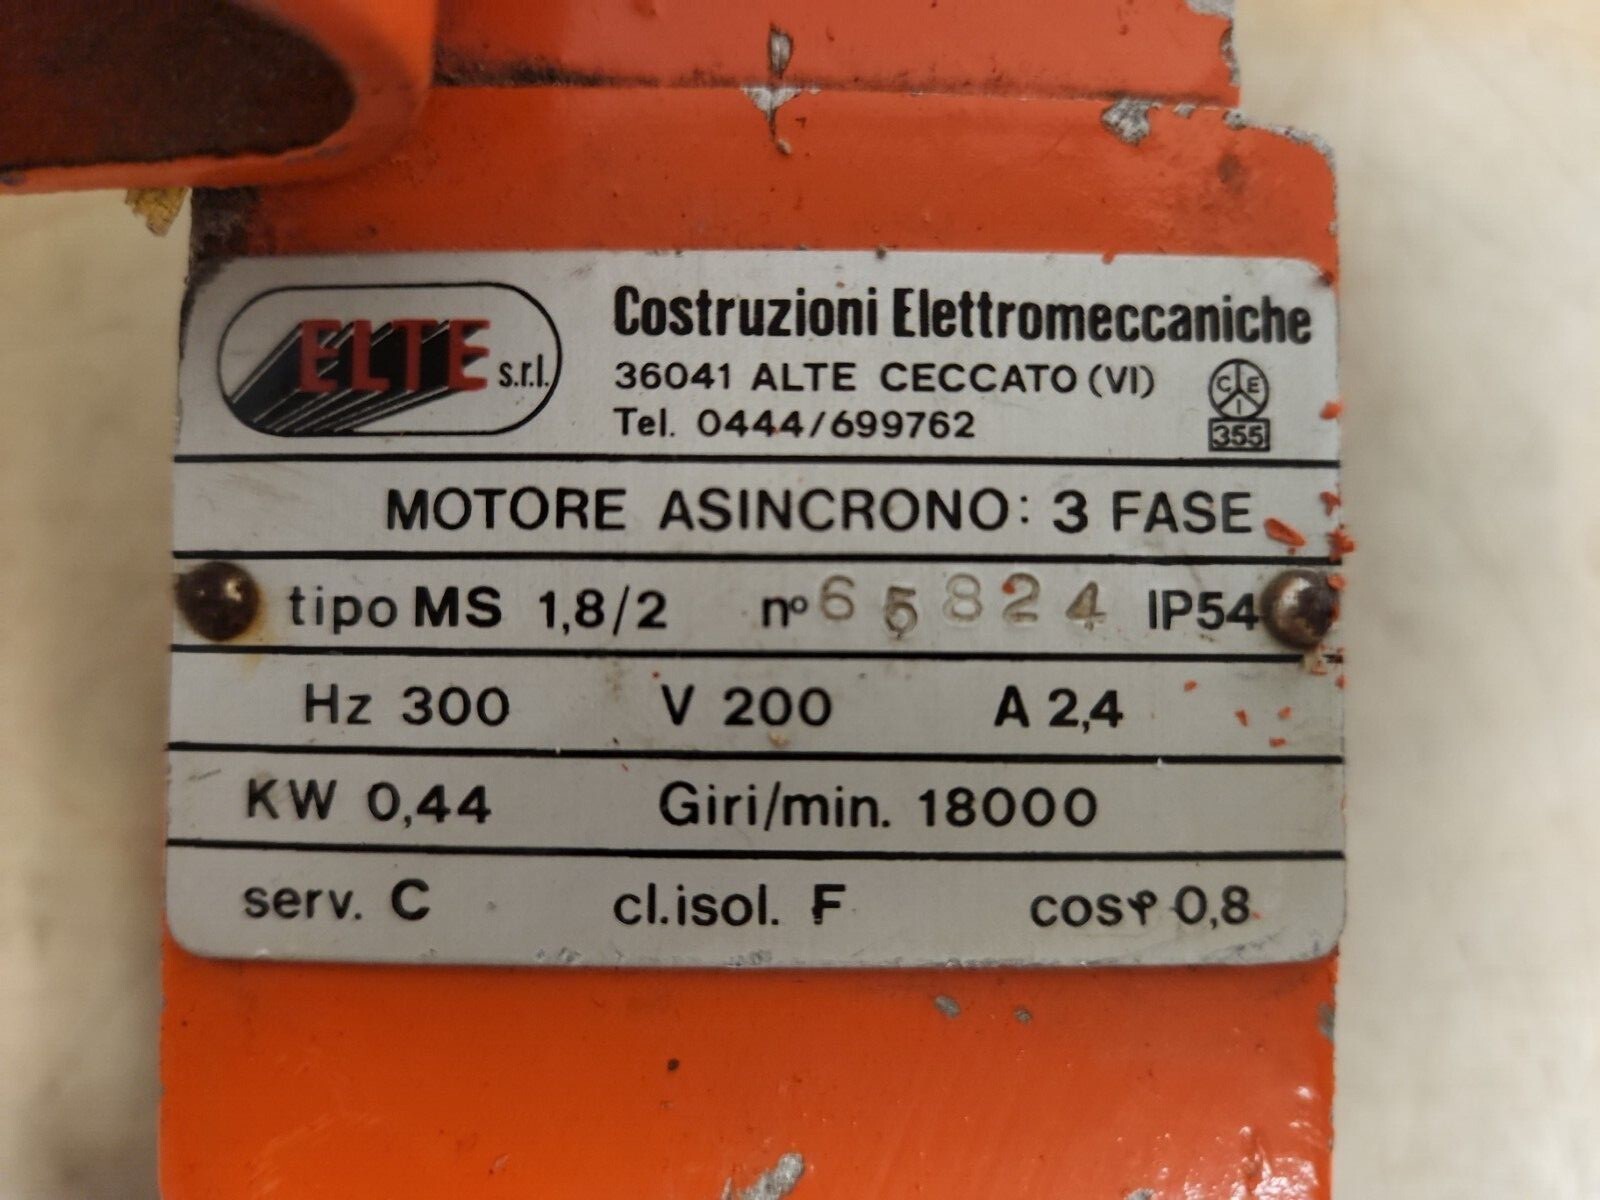 ELTE s.r.l.
Costruzioni Elettromeccaniche
36041 ALTE CECCATO (VI)
Tel. 0444/699762
C E I
355
MOTORE ASINCRONO: 3 FASE
tipo MS 1,8/2 nº 65824 IP54
Hz 300 V 200 A 2,4
KW 0,44 Giri/min. 18000
serv. C cl.isol. F cosφ 0,8